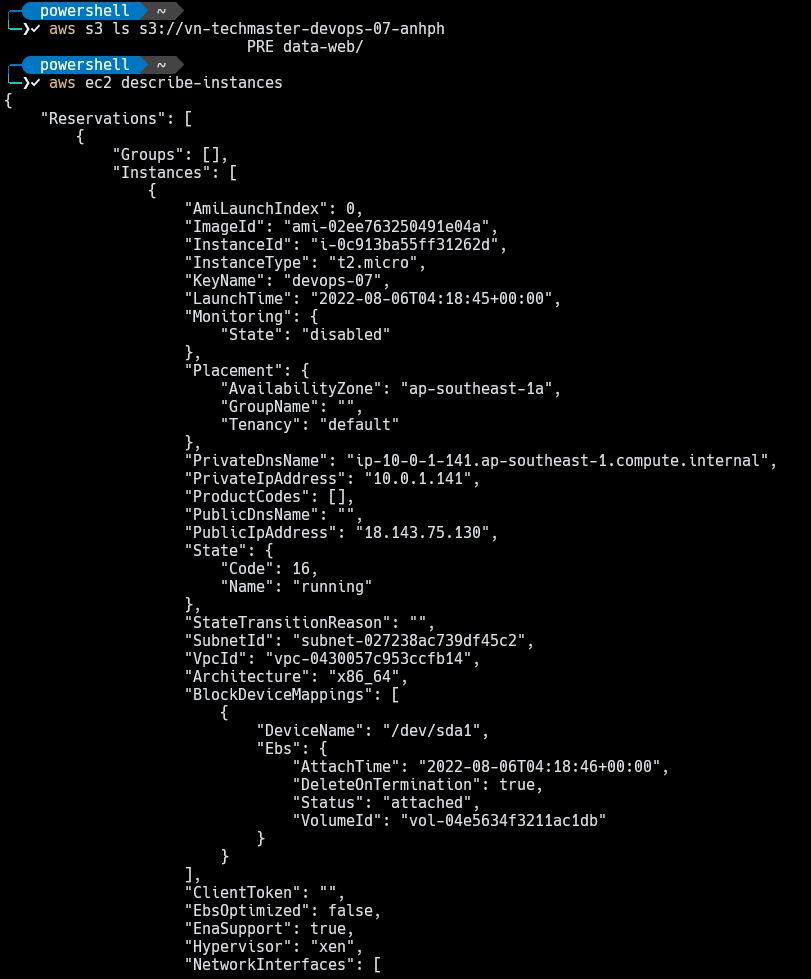 powershell ~
❯✓ aws s3 ls s3://vn-techmaster-devops-07-anhph
PRE data-web/
powershell ~
❯✓ aws ec2 describe-instances
{
    "Reservations": [
        {
            "Groups": [],
            "Instances": [
                {
                    "AmiLaunchIndex": 0,
                    "ImageId": "ami-02ee763250491e04a",
                    "InstanceId": "i-0c913ba55ff31262d",
                    "InstanceType": "t2.micro",
                    "KeyName": "devops-07",
                    "LaunchTime": "2022-08-06T04:18:45+00:00",
                    "Monitoring": {
                        "State": "disabled"
                    },
                    "Placement": {
                        "AvailabilityZone": "ap-southeast-1a",
                        "GroupName": "",
                        "Tenancy": "default"
                    },
                    "PrivateDnsName": "ip-10-0-1-141.ap-southeast-1.compute.internal",
                    "PrivateIpAddress": "10.0.1.141",
                    "ProductCodes": [],
                    "PublicDnsName": "",
                    "PublicIpAddress": "18.143.75.130",
                    "State": {
                        "Code": 16,
                        "Name": "running"
                    },
                    "StateTransitionReason": "",
                    "SubnetId": "subnet-027238ac739df45c2",
                    "VpcId": "vpc-0430057c953ccfb14",
                    "Architecture": "x86_64",
                    "BlockDeviceMappings": [
                        {
                            "DeviceName": "/dev/sda1",
                            "Ebs": {
                                "AttachTime": "2022-08-06T04:18:46+00:00",
                                "DeleteOnTermination": true,
                                "Status": "attached",
                                "VolumeId": "vol-04e5634f3211ac1db"
                            }
                        }
                    ],
                    "ClientToken": "",
                    "EbsOptimized": false,
                    "EnaSupport": true,
                    "Hypervisor": "xen",
                    "NetworkInterfaces": [